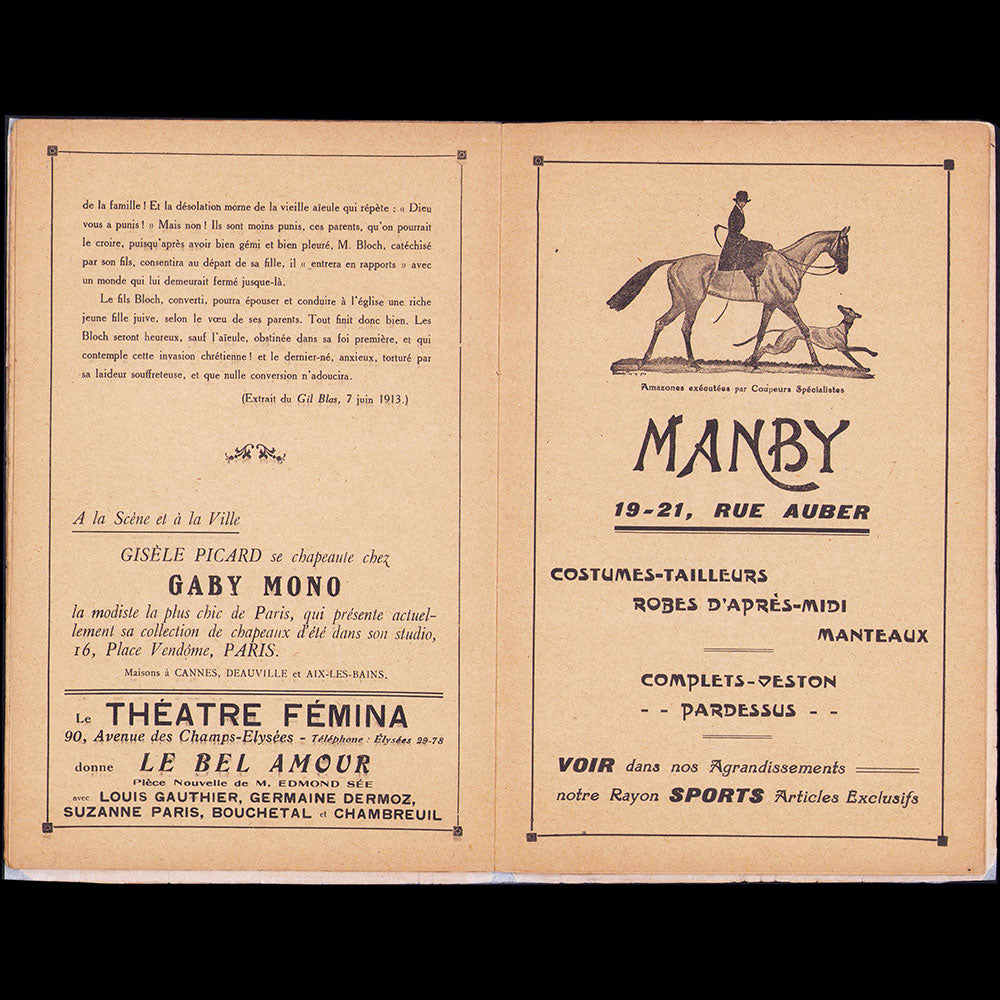 de la famille ! Et la désolation morne de la vieille aïeule qui répète : « Dieu
vous a punis ! » Mais non ! Ils sont moins punis, ces parents, qu'on pourrait
le croire, puisqu'après avoir bien gémi et bien pleuré, M. Bloch, catéchisé
par son fils, consentira au départ de sa fille, il « entrera en rapports » avec
un monde qui lui demeurait fermé jusque-là.
Le fils Bloch, converti, pourra épouser et conduire à l'église une riche
jeune fille juive, selon le vœu de ses parents. Tout finit donc bien. Les
Bloch seront heureux, sauf l'aïeule, obstinée dans sa foi première, et qui
contemple cette invasion chrétienne ! et le dernier-né, anxieux, torturé par
sa laideur souffreteuse, et que nulle conversion n'adoucira.
(Extrait du Gil Blas, 7 juin 1913.)
A la Scène et à la Ville
GISÈLE PICARD se chapeaute chez
GABY MONO
la modiste la plus chic de Paris, qui présente actuel-
lement sa collection de chapeaux d'été dans son studio,
16, Place Vendôme, PARIS.
Maisons à CANNES, DEAUVILLE et AIX-LES-BAINS.
Le THÉATRE FÉMINA
90, Avenue des Champs-Elysées - Téléphone : Élysées 29-78
donne LE BEL AMOUR
Pièce Nouvelle de M. EDMOND SÉE
avec LOUIS GAUTHIER, GERMAINE DERMOZ,
SUZANNE PARIS, BOUCHETAL et CHAMBREUIL
Amazones exécutées par Coupeurs Spécialistes
MANBY
19-21, RUE AUBER
COSTUMES-TAILLEURS
ROBES D'APRÈS-MIDI
MANTEAUX
COMPLETS-VESTON
- - PARDESSUS - -
VOIR dans nos Agrandissements
notre Rayon SPORTS Articles Exclusifs